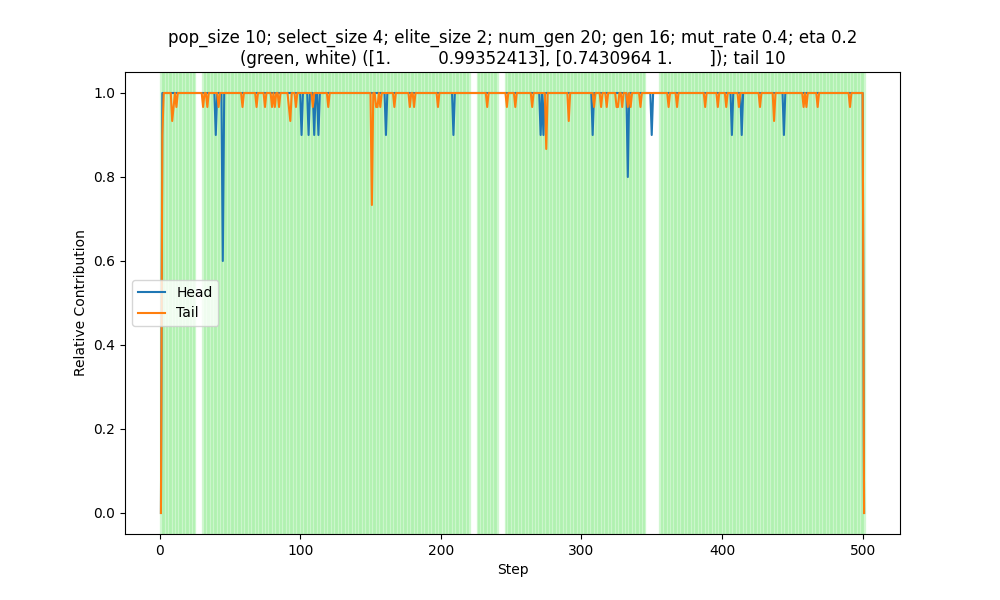 pop_size 10; select_size 4; elite_size 2; num_gen 20; gen 16; mut_rate 0.4; eta 0.2
(green, white) ([1.         0.99352413], [0.7430964 1.       ]); tail 10
1.0
0.8
0.6
0.4
0.2
0.0
Relative Contribution
Head
Tail
0
100
200
300
400
500
Step